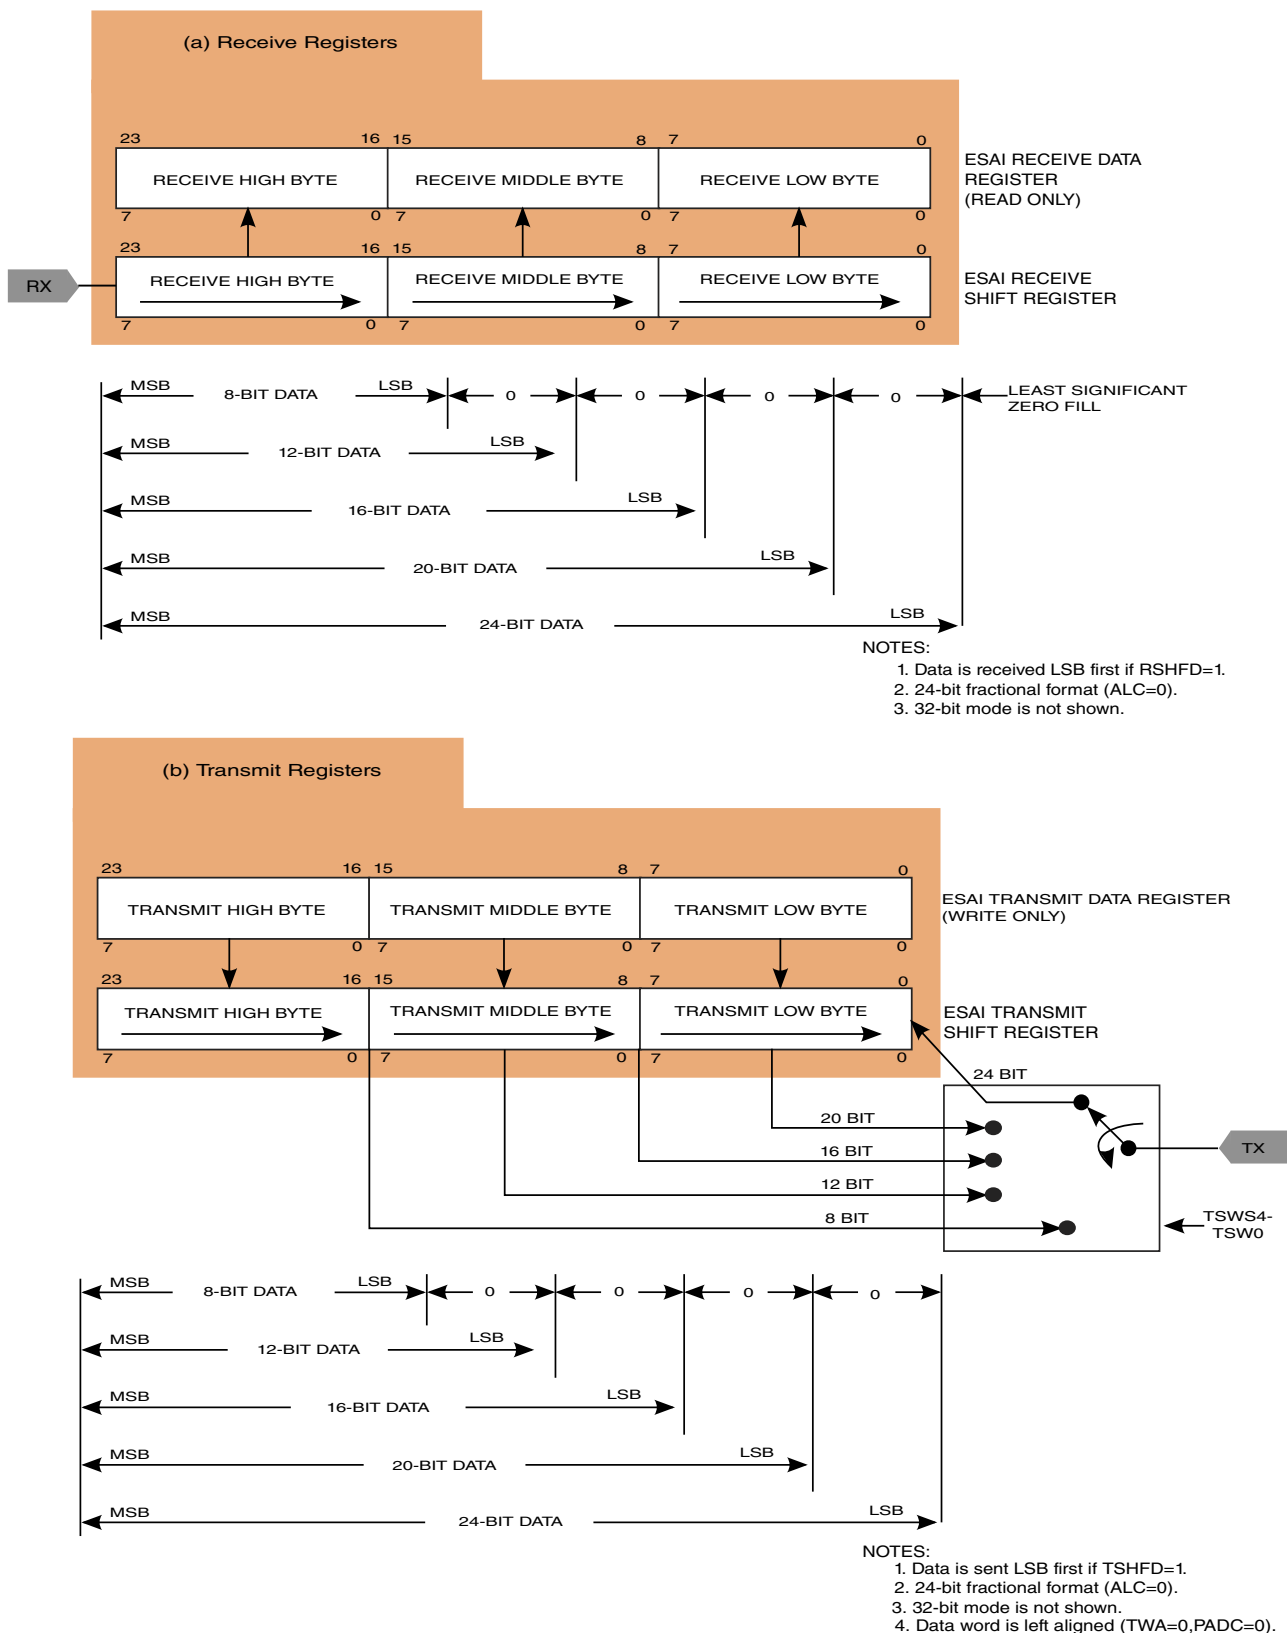 (a) Receive Registers
23 16 15 8 7 0
RECEIVE HIGH BYTE RECEIVE MIDDLE BYTE RECEIVE LOW BYTE
ESAI RECEIVE DATA
REGISTER
(READ ONLY)
7 0 7 0 7 0
23 16 15 8 7 0
RX
RECEIVE HIGH BYTE RECEIVE MIDDLE BYTE RECEIVE LOW BYTE
ESAI RECEIVE
SHIFT REGISTER
7 0 7 0 7 0
MSB 8-BIT DATA LSB 0 0 0 0
LEAST SIGNIFICANT
ZERO FILL
MSB 12-BIT DATA LSB
MSB 16-BIT DATA LSB
MSB 20-BIT DATA LSB
MSB 24-BIT DATA LSB
NOTES:
1. Data is received LSB first if RSHFD=1.
2. 24-bit fractional format (ALC=0).
3. 32-bit mode is not shown.
(b) Transmit Registers
23 16 15 8 7 0
TRANSMIT HIGH BYTE TRANSMIT MIDDLE BYTE TRANSMIT LOW BYTE
ESAI TRANSMIT DATA REGISTER
(WRITE ONLY)
7 0 7 0 7 0
23 16 15 8 7 0
TRANSMIT HIGH BYTE TRANSMIT MIDDLE BYTE TRANSMIT LOW BYTE
ESAI TRANSMIT
SHIFT REGISTER
7 0 7 0 7 0
24 BIT
20 BIT
16 BIT
TX
12 BIT
8 BIT
TSWS4-
TSW0
MSB 8-BIT DATA LSB 0 0 0 0
MSB 12-BIT DATA LSB
MSB 16-BIT DATA LSB
MSB 20-BIT DATA LSB
MSB 24-BIT DATA LSB
NOTES:
1. Data is sent LSB first if TSHFD=1.
2. 24-bit fractional format (ALC=0).
3. 32-bit mode is not shown.
4. Data word is left aligned (TWA=0,PADC=0).